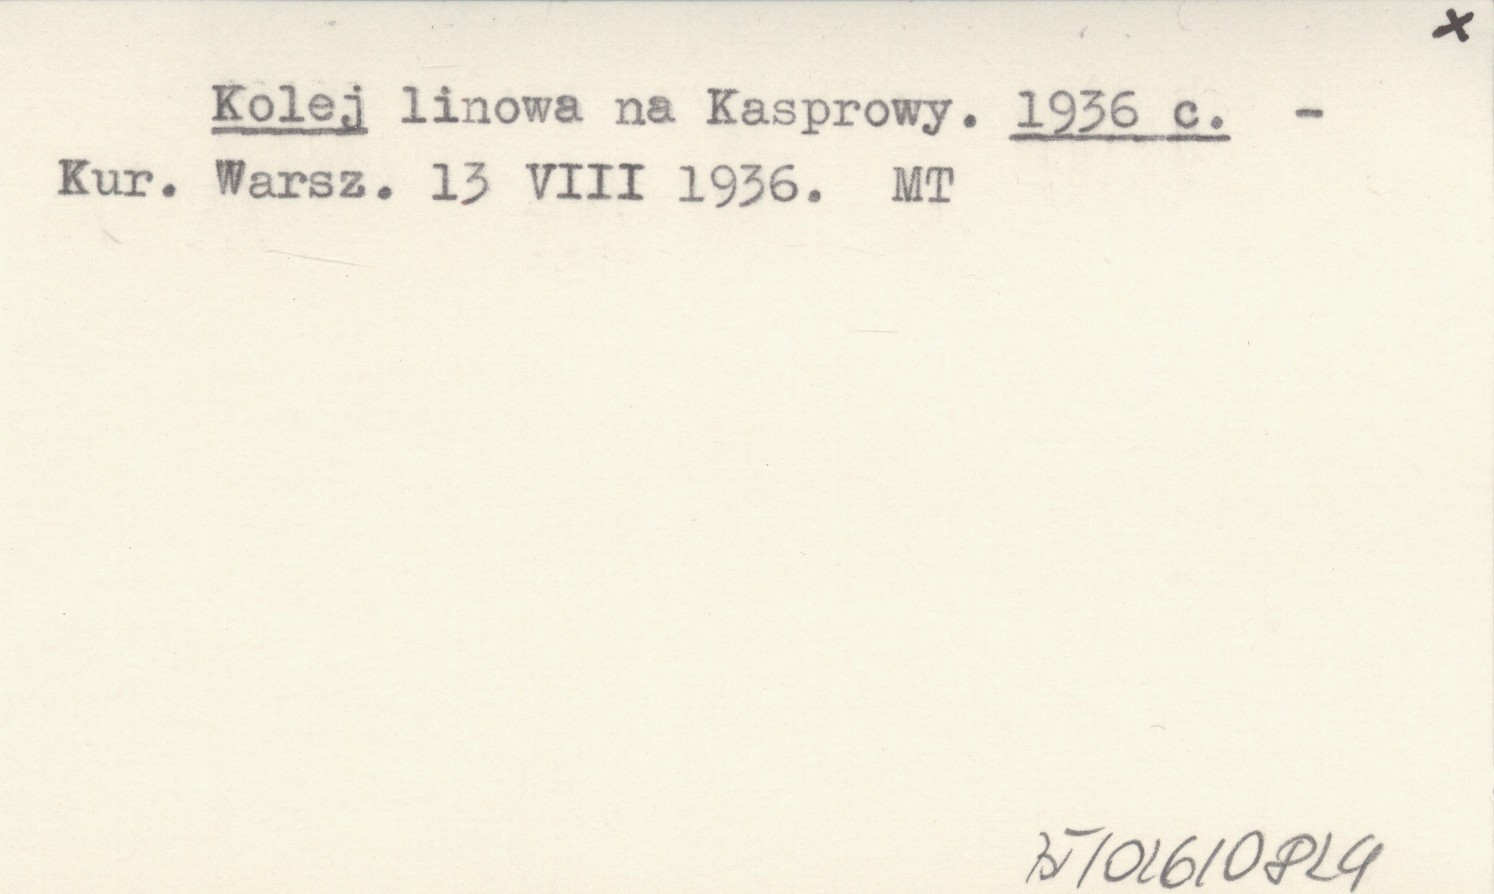 x
Kolej linowa na Kasprowy. 1936 c. -
Kur. Warsz. 13 VIII 1936. MT